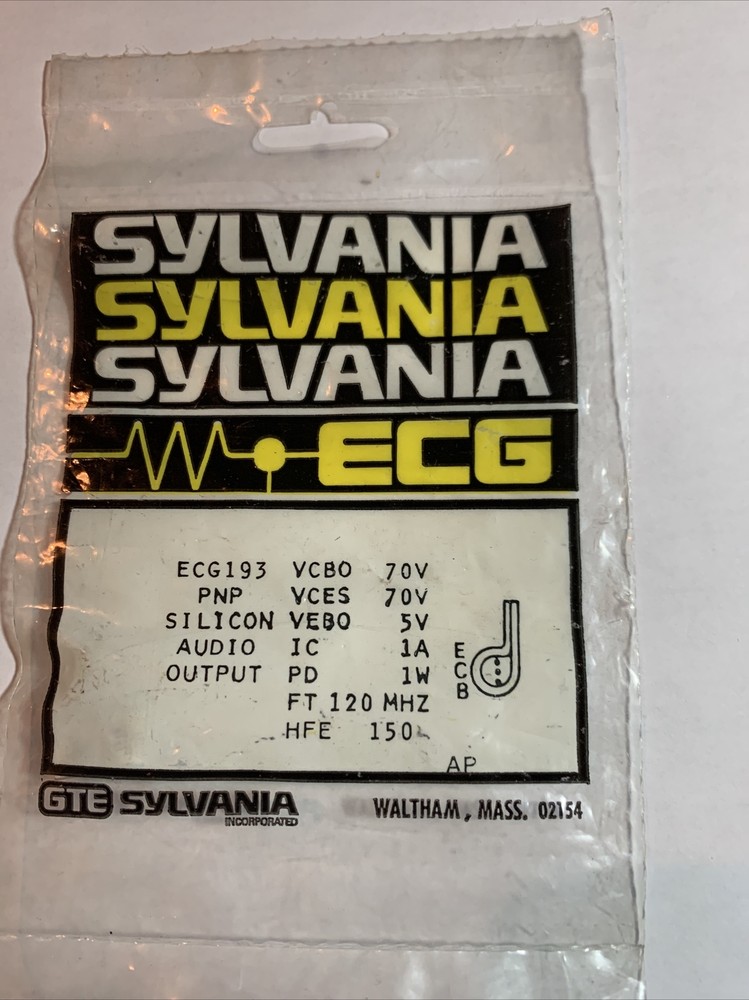 SYLVANIA
SYLVANIA
SYLVANIA
ECG
ECG193 VCBO 70V
PNP VCES 70V
SILICON VEBO 5V
AUDIO IC 1A
OUTPUT PD 1W
FT 120 MHZ
HFE 150
E
C
B
AP
GTE SYLVANIA
INCORPORATED
WALTHAM, MASS. 02154